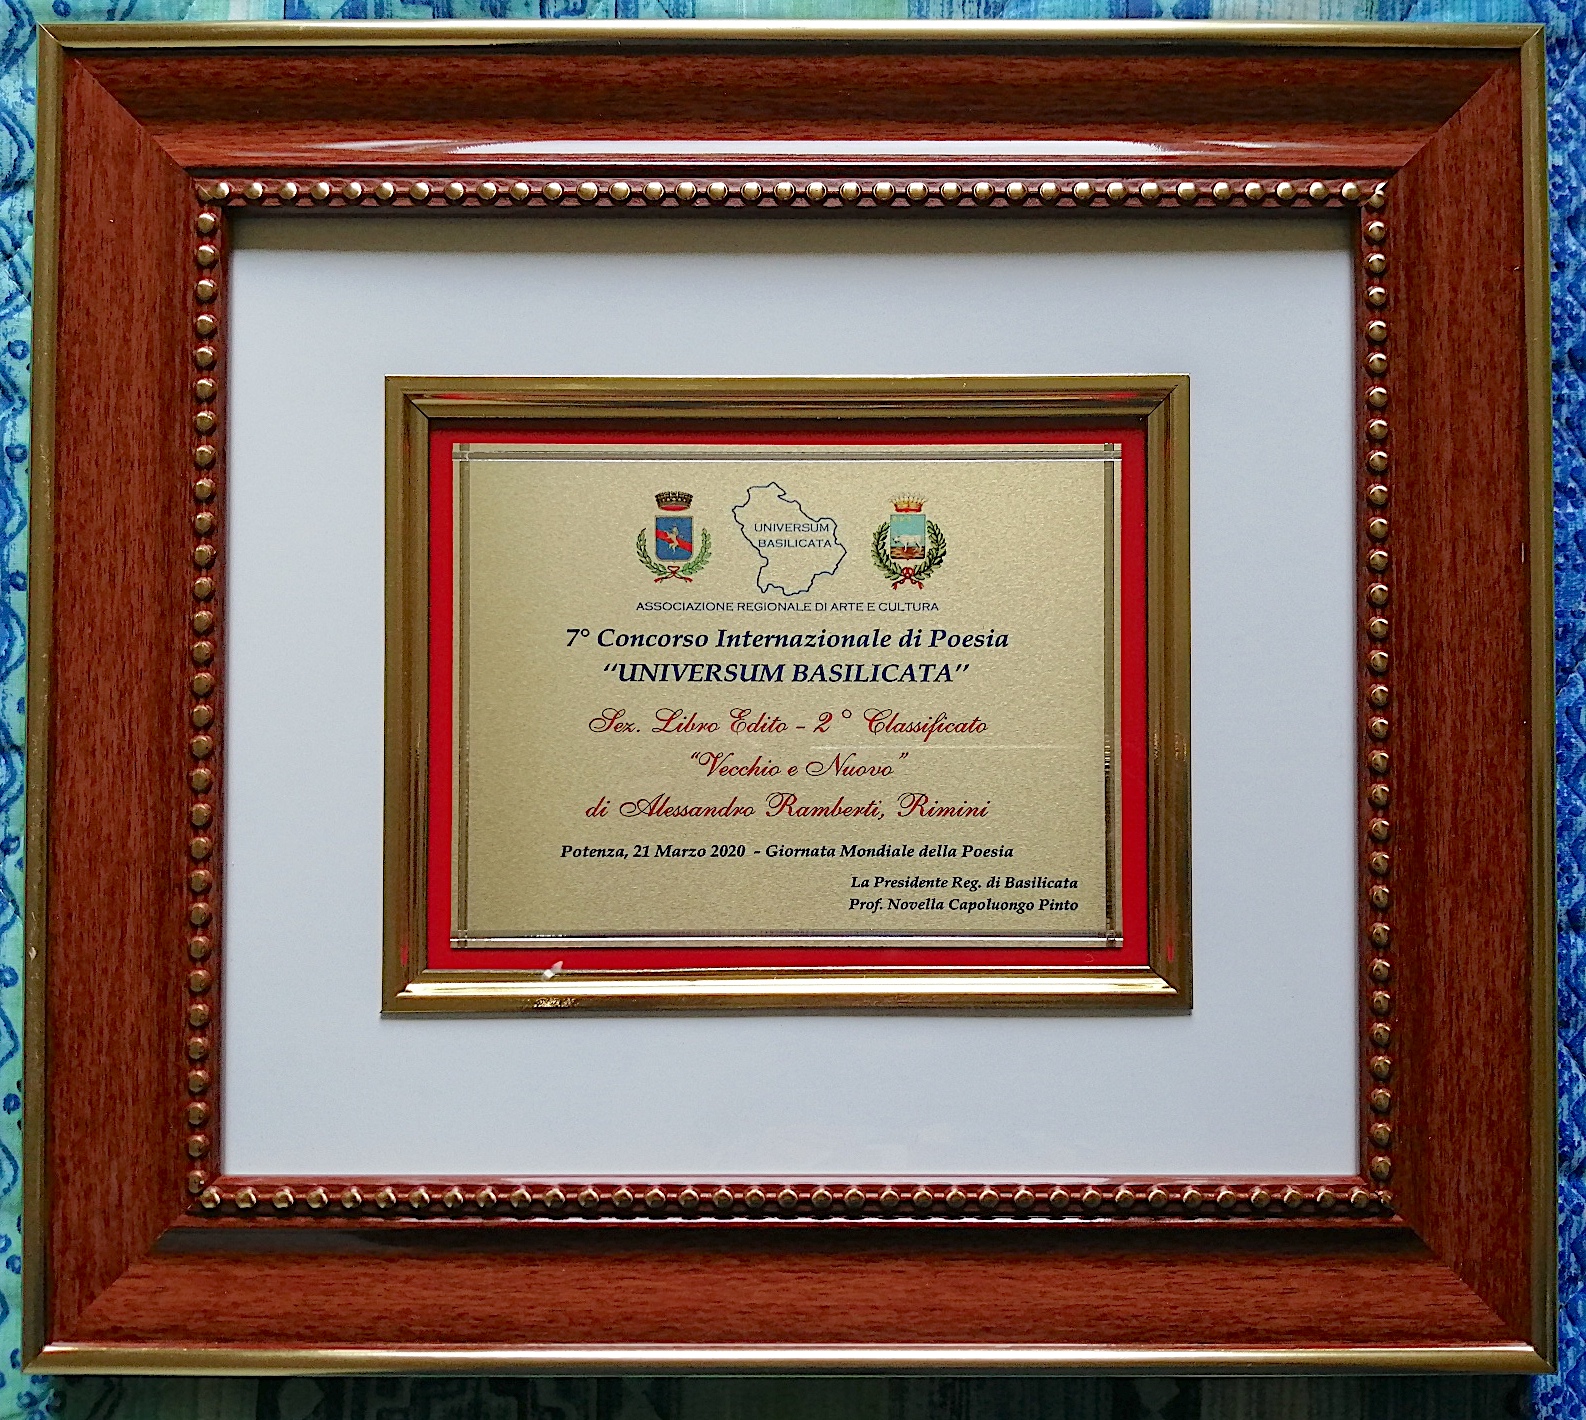 UNIVERSUM
BASILICATA
ASSOCIAZIONE REGIONALE DI ARTE E CULTURA
7° Concorso Internazionale di Poesia
“UNIVERSUM BASILICATA”
Sez. Libro Edito - 2° Classificato
“Vecchio e Nuovo”
di Alessandro Ramberti, Rimini
Potenza, 21 Marzo 2020 - Giornata Mondiale della Poesia
La Presidente Reg. di Basilicata
Prof. Novella Capoluongo Pinto